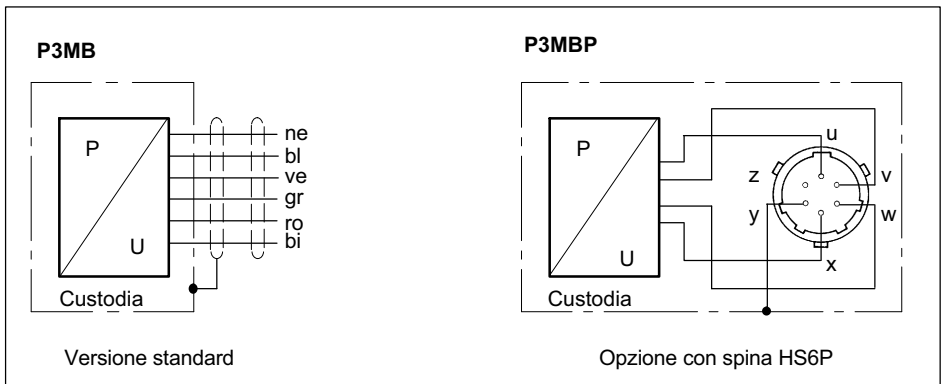 P3MB
P
U
ne
bl
ve
gr
ro
bi
Custodia
Versione standard
P3MBP
P
U
u
z
v
y
w
x
Custodia
Opzione con spina HS6P